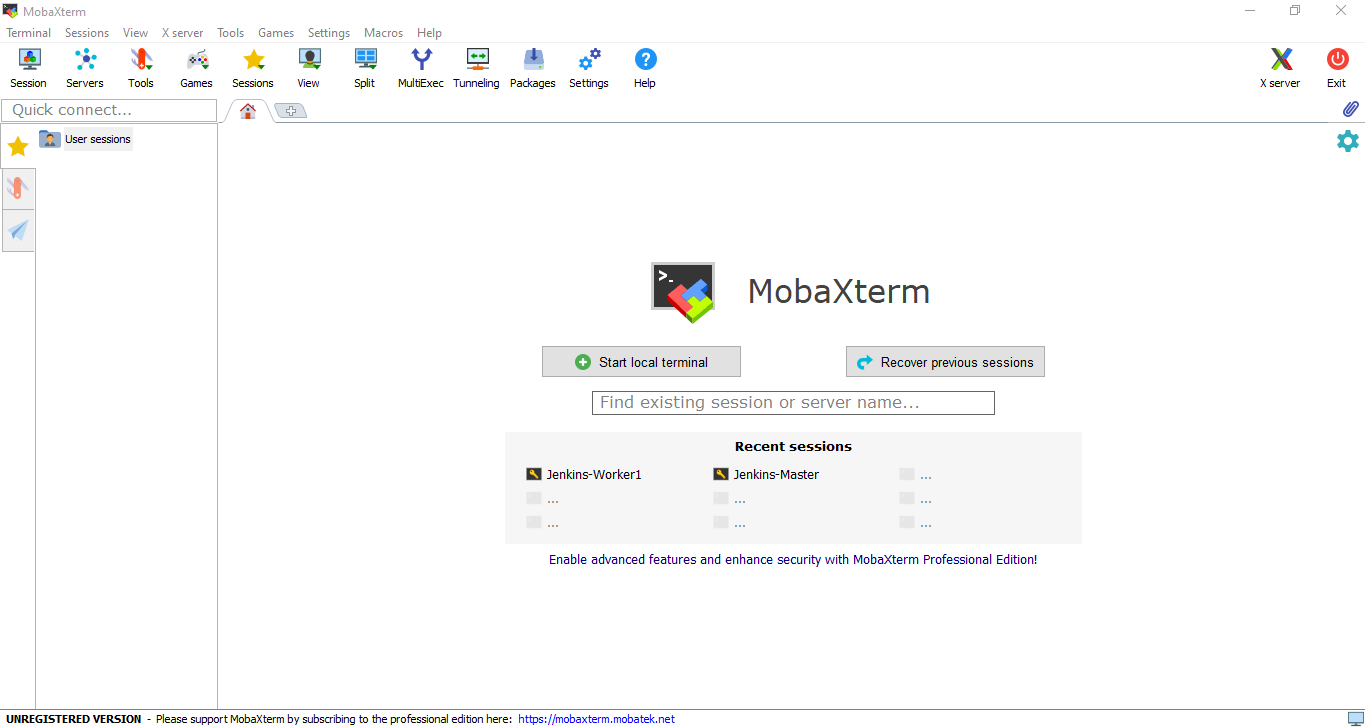 MobaXterm
Terminal Sessions View X server Tools Games Settings Macros Help
Session Servers Tools Games Sessions View Split MultiExec Tunneling Packages Settings Help X server Exit
Quick connect...
User sessions
>_
MobaXterm
Start local terminal Recover previous sessions
Find existing session or server name...
Recent sessions
Jenkins-Worker1 Jenkins-Master ...
... ... ...
... ... ...
Enable advanced features and enhance security with MobaXterm Professional Edition!
UNREGISTERED VERSION - Please support MobaXterm by subscribing to the professional edition here: https://mobaxterm.mobatek.net